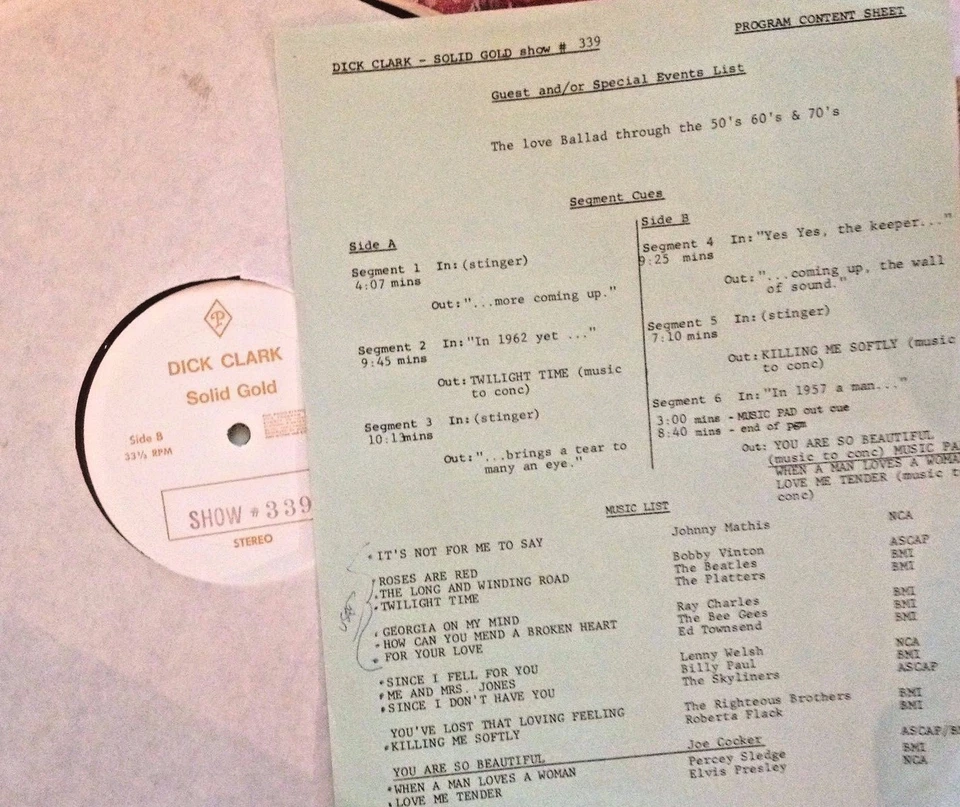 DICK CLARK - SOLID GOLD show # 339
PROGRAM CONTENT SHEET
Guest and/or Special Events List
The love Ballad through the 50's 60's & 70's
Segment Cues
Side A
Segment 1 In:(stinger)
4:07 mins
Out:"...more coming up."
Segment 2 In:"In 1962 yet ..."
9:45 mins
Out:TWILIGHT TIME (music
to conc)
Segment 3 In:(stinger)
10:13mins
Out:"...brings a tear to
many an eye."
Side B
Segment 4 In:"Yes Yes, the keeper..."
9:25 mins
Out:"...coming up, the wall
of sound."
Segment 5 In:(stinger)
7:10 mins
Out:KILLING ME SOFTLY (music
to conc)
Segment 6 In:"In 1957 a man..."
3:00 mins - MUSIC PAD out cue
8:40 mins - end of pgm
Out: YOU ARE SO BEAUTIFUL
(music to conc) MUSIC PA
WHEN A MAN LOVES A WOMA
LOVE ME TENDER (music t
conc)
MUSIC LIST
IT'S NOT FOR ME TO SAY Johnny Mathis NCA
ROSES ARE RED Bobby Vinton ASCAP
THE LONG AND WINDING ROAD The Beatles BMI
TWILIGHT TIME The Platters
GEORGIA ON MY MIND Ray Charles BMI
HOW CAN YOU MEND A BROKEN HEART The Bee Gees BMI
FOR YOUR LOVE Ed Townsend BMI
SINCE I FELL FOR YOU Lenny Welsh NCA
ME AND MRS. JONES Billy Paul BMI
SINCE I DON'T HAVE YOU The Skyliners ASCAP
YOU'VE LOST THAT LOVING FEELING The Righteous Brothers BMI
KILLING ME SOFTLY Roberta Flack BMI
YOU ARE SO BEAUTIFUL Joe Cocker ASCAP/B
WHEN A MAN LOVES A WOMAN Percey Sledge BMI
LOVE ME TENDER Elvis Presley NCA
P
DICK CLARK
Solid Gold
Side B
33⅓ RPM
SHOW #339
STEREO